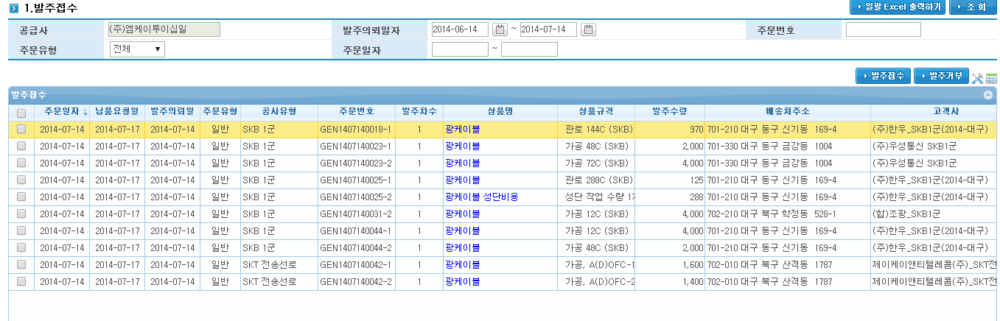 1.발주접수 일괄 Excel 출력하기 조 회
공급사 (주)엠케이투이십일 발주의뢰일자 2014-06-14 ~ 2014-07-14 주문번호
주문유형 전체 주문일자 ~
발주접수 발주거부
발주접수
주문일자 납품요청일 발주의뢰일 주문유형 공사유형 주문번호 발주차수 상품명 상품규격 발주수량 배송처주소 고객사
2014-07-14 2014-07-17 2014-07-14 일반 SKB 1군 GEN1407140018-1 1 광케이블 관로 144C (SKB) 970 701-210 대구 동구 신기동 169-4 (주)한우_SKB1군(2014-대구)
2014-07-14 2014-07-17 2014-07-14 일반 SKB 1군 GEN1407140023-1 1 광케이블 가공 48C (SKB) 2,000 701-330 대구 동구 금강동 1004 (주)우성통신 SKB1군
2014-07-14 2014-07-17 2014-07-14 일반 SKB 1군 GEN1407140023-2 1 광케이블 가공 72C (SKB) 4,000 701-330 대구 동구 금강동 1004 (주)우성통신 SKB1군
2014-07-14 2014-07-17 2014-07-14 일반 SKB 1군 GEN1407140025-1 1 광케이블 관로 288C (SKB) 125 701-210 대구 동구 신기동 169-4 (주)한우_SKB1군(2014-대구)
2014-07-14 2014-07-17 2014-07-14 일반 SKB 1군 GEN1407140025-2 1 광케이블 성단비용 성단 작업 수량 288 701-210 대구 동구 신기동 169-4 (주)한우_SKB1군(2014-대구)
2014-07-14 2014-07-17 2014-07-14 일반 SKB 1군 GEN1407140031-2 1 광케이블 가공 12C (SKB) 4,000 702-210 대구 북구 학정동 528-1 (합)조광_SKB1군
2014-07-14 2014-07-17 2014-07-14 일반 SKB 1군 GEN1407140044-1 1 광케이블 가공 12C (SKB) 4,000 701-210 대구 동구 신기동 169-4 (주)한우_SKB1군(2014-대구)
2014-07-14 2014-07-17 2014-07-14 일반 SKB 1군 GEN1407140044-2 1 광케이블 가공 48C (SKB) 2,000 701-210 대구 동구 신기동 169-4 (주)한우_SKB1군(2014-대구)
2014-07-14 2014-07-17 2014-07-14 일반 SKT 전송선로 GEN1407140042-1 1 광케이블 가공, A(D)OFC-1 1,600 702-010 대구 북구 산격동 1787 제이케이앤티텔레콤(주)_SKT전
2014-07-14 2014-07-17 2014-07-14 일반 SKT 전송선로 GEN1407140042-2 1 광케이블 가공, A(D)OFC-2 1,400 702-010 대구 북구 산격동 1787 제이케이앤티텔레콤(주)_SKT전